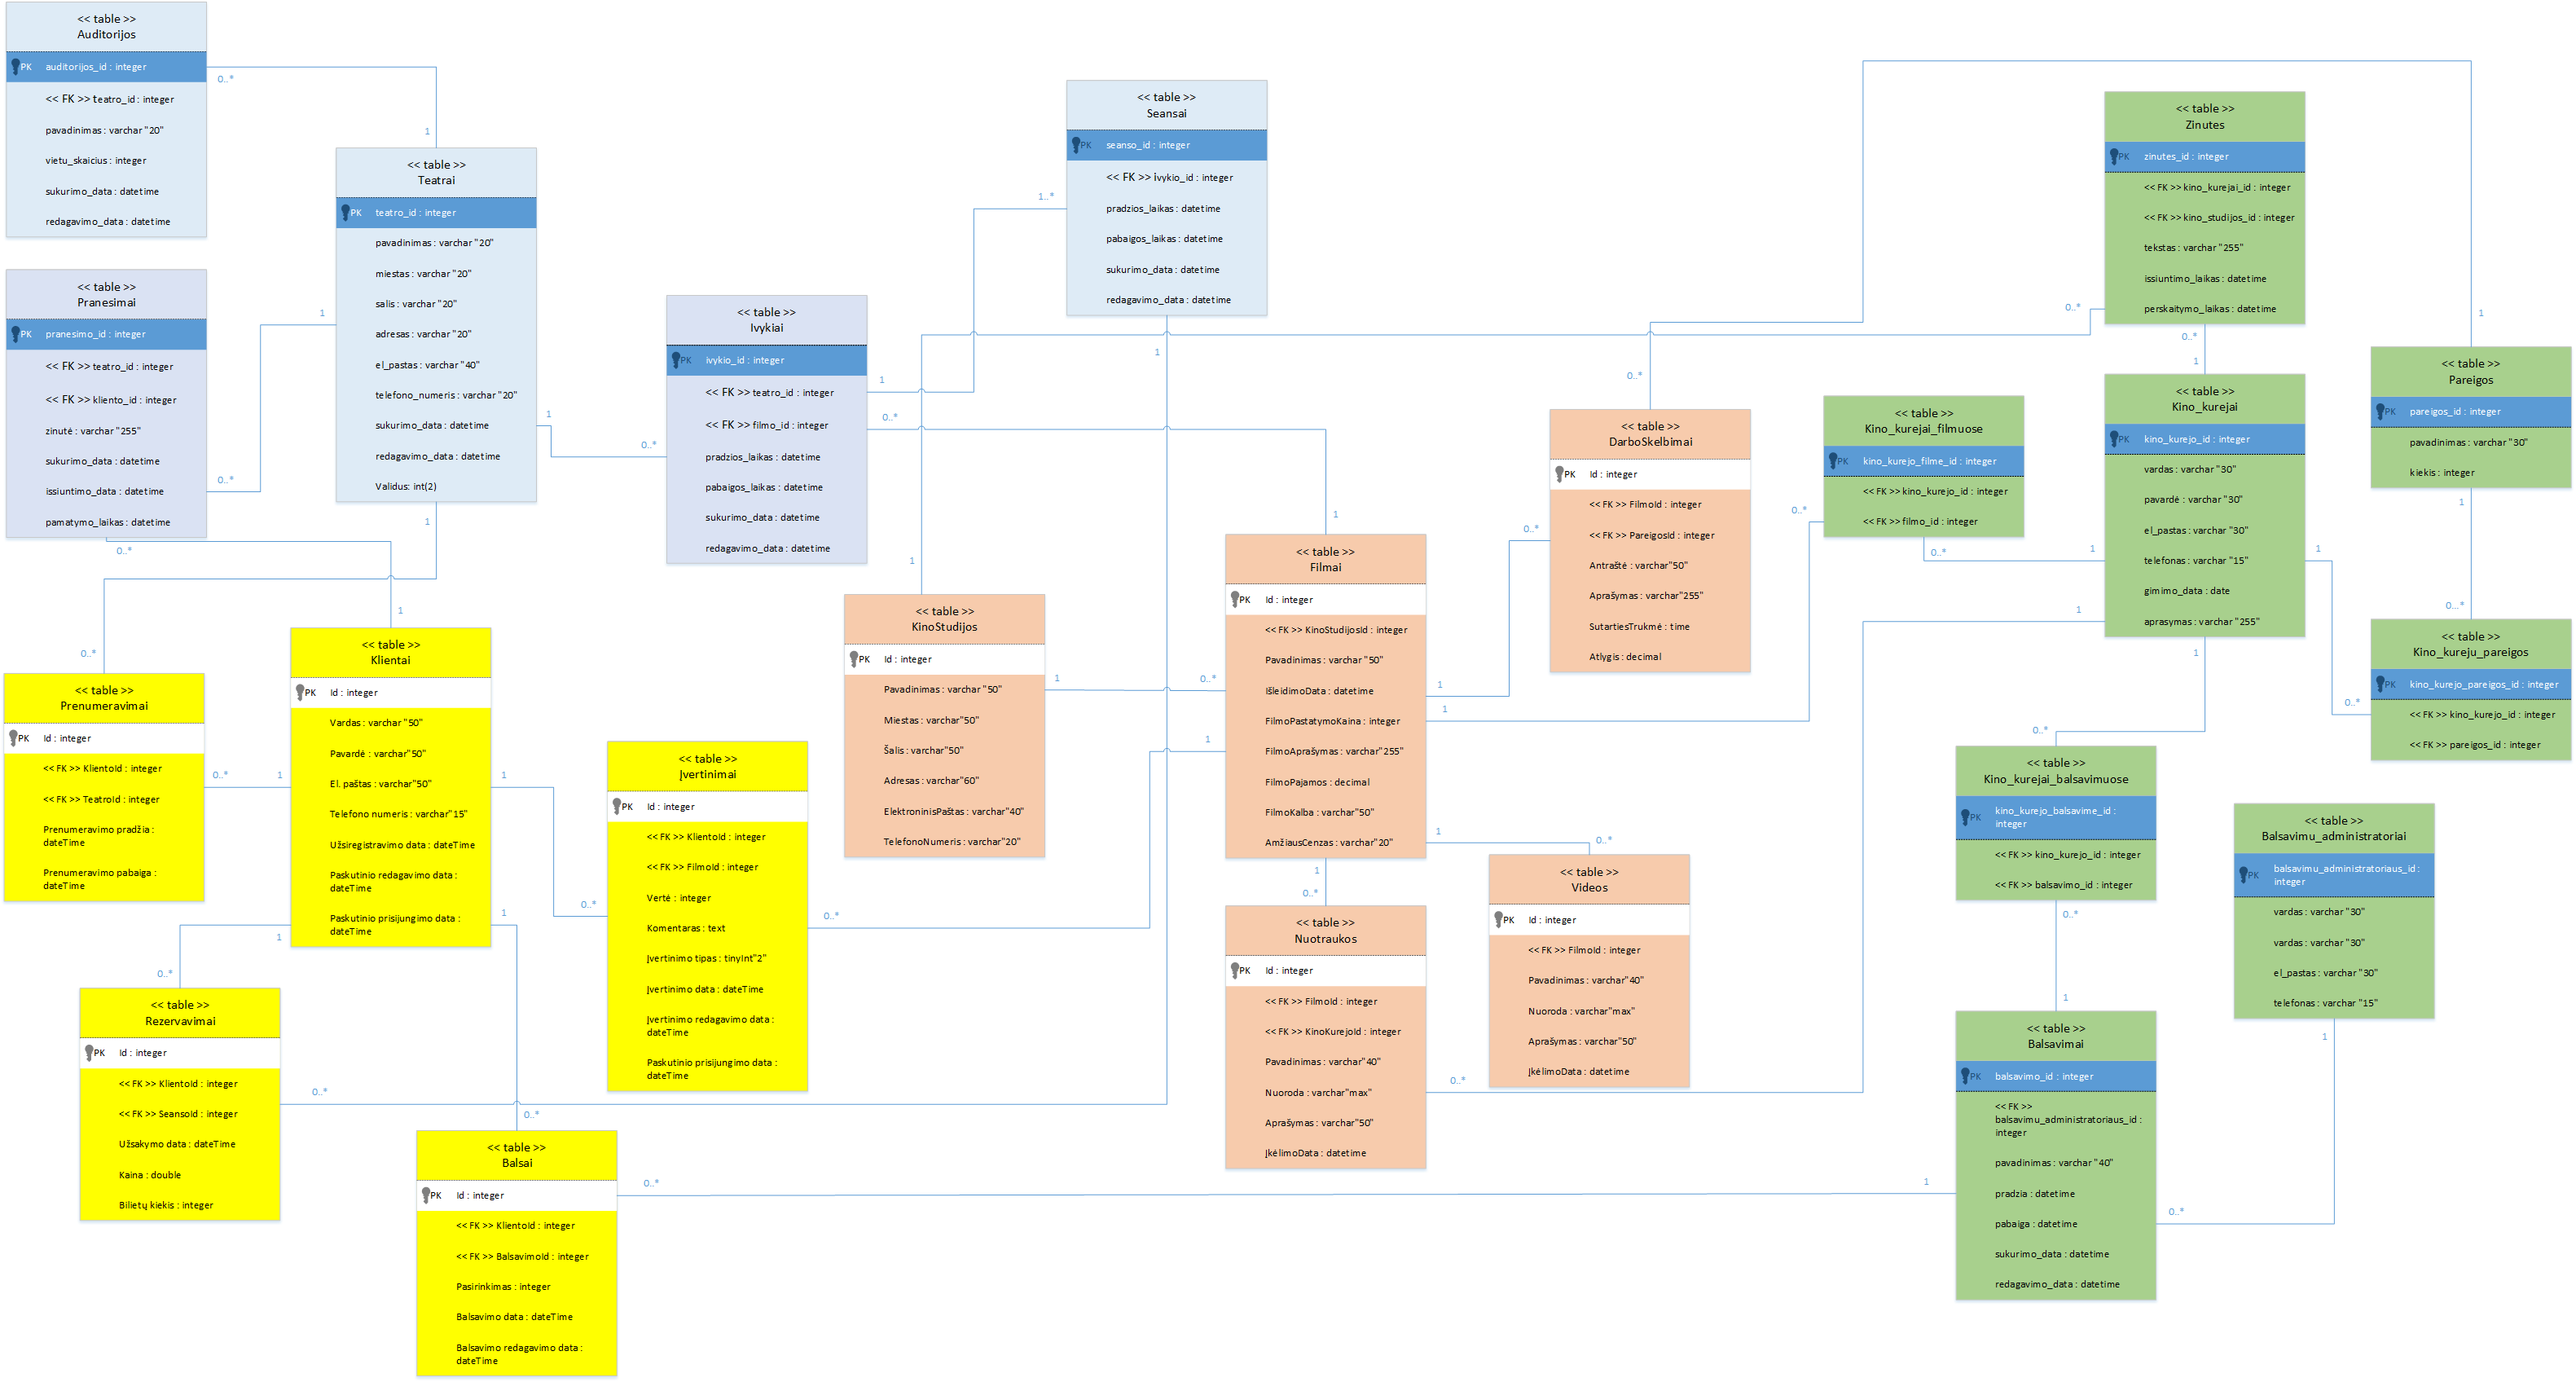 << table >>
Auditorijos
PK auditorijos_id : integer
<< FK >> teatro_id : integer
pavadinimas : varchar "20"
vietu_skaicius : integer
sukurimo_data : datetime
redagavimo_data : datetime
0..*
1
<< table >>
Pranesimai
PK pranesimo_id : integer
<< FK >> teatro_id : integer
<< FK >> kliento_id : integer
zinutė : varchar "255"
sukurimo_data : datetime
issiuntimo_data : datetime
pamatymo_laikas : datetime
1
0..*
0..*
1
<< table >>
Teatrai
PK teatro_id : integer
pavadinimas : varchar "20"
miestas : varchar "20"
salis : varchar "20"
adresas : varchar "20"
el_pastas : varchar "40"
telefono_numeris : varchar "20"
sukurimo_data : datetime
redagavimo_data : datetime
Validus: int(2)
1
0..*
1
0..*
<< table >>
Ivykiai
PK ivykio_id : integer
<< FK >> teatro_id : integer
<< FK >> filmo_id : integer
pradzios_laikas : datetime
pabaigos_laikas : datetime
sukurimo_data : datetime
redagavimo_data : datetime
1
1..*
0..*
1
<< table >>
Seansai
PK seanso_id : integer
<< FK >> ivykio_id : integer
pradzios_laikas : datetime
pabaigos_laikas : datetime
sukurimo_data : datetime
redagavimo_data : datetime
1
0..*
<< table >>
Prenumeravimai
PK Id : integer
<< FK >> KlientoId : integer
<< FK >> TeatroId : integer
Prenumeravimo pradžia :
dateTime
Prenumeravimo pabaiga :
dateTime
0..*
1
<< table >>
Klientai
PK Id : integer
Vardas : varchar "50"
Pavardė : varchar"50"
El. paštas : varchar"50"
Telefono numeris : varchar"15"
Užsiregistravimo data : dateTime
Paskutinio redagavimo data :
dateTime
Paskutinio prisijungimo data :
dateTime
1
0..*
1
0..*
1
0..*
<< table >>
Rezervavimai
PK Id : integer
<< FK >> KlientoId : integer
<< FK >> SeansoId : integer
Užsakymo data : dateTime
Kaina : double
Bilietų kiekis : integer
<< table >>
Balsai
PK Id : integer
<< FK >> KlientoId : integer
<< FK >> BalsavimoId : integer
Pasirinkimas : integer
Balsavimo data : dateTime
Balsavimo redagavimo data :
dateTime
0..*
1
<< table >>
Įvertinimai
PK Id : integer
<< FK >> KlientoId : integer
<< FK >> FilmoId : integer
Vertė : integer
Komentaras : text
Įvertinimo tipas : tinyInt"2"
Įvertinimo data : dateTime
Įvertinimo redagavimo data :
dateTime
Paskutinio prisijungimo data :
dateTime
0..*
1
<< table >>
KinoStudijos
PK Id : integer
Pavadinimas : varchar "50"
Miestas : varchar"50"
Šalis : varchar"50"
Adresas : varchar"60"
ElektroninisPaštas : varchar"40"
TelefonoNumeris : varchar"20"
1
0..*
1
0..*
<< table >>
Filmai
PK Id : integer
<< FK >> KinoStudijosId : integer
Pavadinimas : varchar "50"
IšleidimoData : datetime
FilmoPastatymoKaina : integer
FilmoAprašymas : varchar"255"
FilmoPajamos : decimal
FilmoKalba : varchar"50"
AmžiausCenzas : varchar"20"
1
0..*
1
0..*
1
0..*
1
0..*
<< table >>
Nuotraukos
PK Id : integer
<< FK >> FilmoId : integer
<< FK >> KinoKurejoId : integer
Pavadinimas : varchar"40"
Nuoroda : varchar"max"
Aprašymas : varchar"50"
ĮkėlimoData : datetime
0..*
1
<< table >>
Videos
PK Id : integer
<< FK >> FilmoId : integer
Pavadinimas : varchar"40"
Nuoroda : varchar"max"
Aprašymas : varchar"50"
ĮkėlimoData : datetime
<< table >>
DarboSkelbimai
PK Id : integer
<< FK >> FilmoId : integer
<< FK >> PareigosId : integer
Antraštė : varchar"50"
Aprašymas : varchar"255"
SutartiesTrukmė : time
Atlygis : decimal
0..*
1
<< table >>
Kino_kurejai_filmuose
PK kino_kurejo_filme_id : integer
<< FK >> kino_kurejo_id : integer
<< FK >> filmo_id : integer
0..*
1
<< table >>
Zinutes
PK zinutes_id : integer
<< FK >> kino_kurejai_id : integer
<< FK >> kino_studijos_id : integer
tekstas : varchar "255"
issiuntimo_laikas : datetime
perskaitymo_laikas : datetime
0..*
1
<< table >>
Kino_kurejai
PK kino_kurejo_id : integer
vardas : varchar "30"
pavardė : varchar "30"
el_pastas : varchar "30"
telefonas : varchar "15"
gimimo_data : date
aprasymas : varchar "255"
1
0..*
1
0..*
<< table >>
Pareigos
PK pareigos_id : integer
pavadinimas : varchar "30"
kiekis : integer
1
0...*
<< table >>
Kino_kureju_pareigos
PK kino_kurejo_pareigos_id : integer
<< FK >> kino_kurejo_id : integer
<< FK >> pareigos_id : integer
<< table >>
Kino_kurejai_balsavimuose
PK kino_kurejo_balsavime_id :
integer
<< FK >> kino_kurejo_id : integer
<< FK >> balsavimo_id : integer
0..*
1
<< table >>
Balsavimu_administratoriai
PK balsavimu_administratoriaus_id :
integer
vardas : varchar "30"
vardas : varchar "30"
el_pastas : varchar "30"
telefonas : varchar "15"
1
0..*
<< table >>
Balsavimai
PK balsavimo_id : integer
<< FK >>
balsavimu_administratoriaus_id :
integer
pavadinimas : varchar "40"
pradzia : datetime
pabaiga : datetime
sukurimo_data : datetime
redagavimo_data : datetime